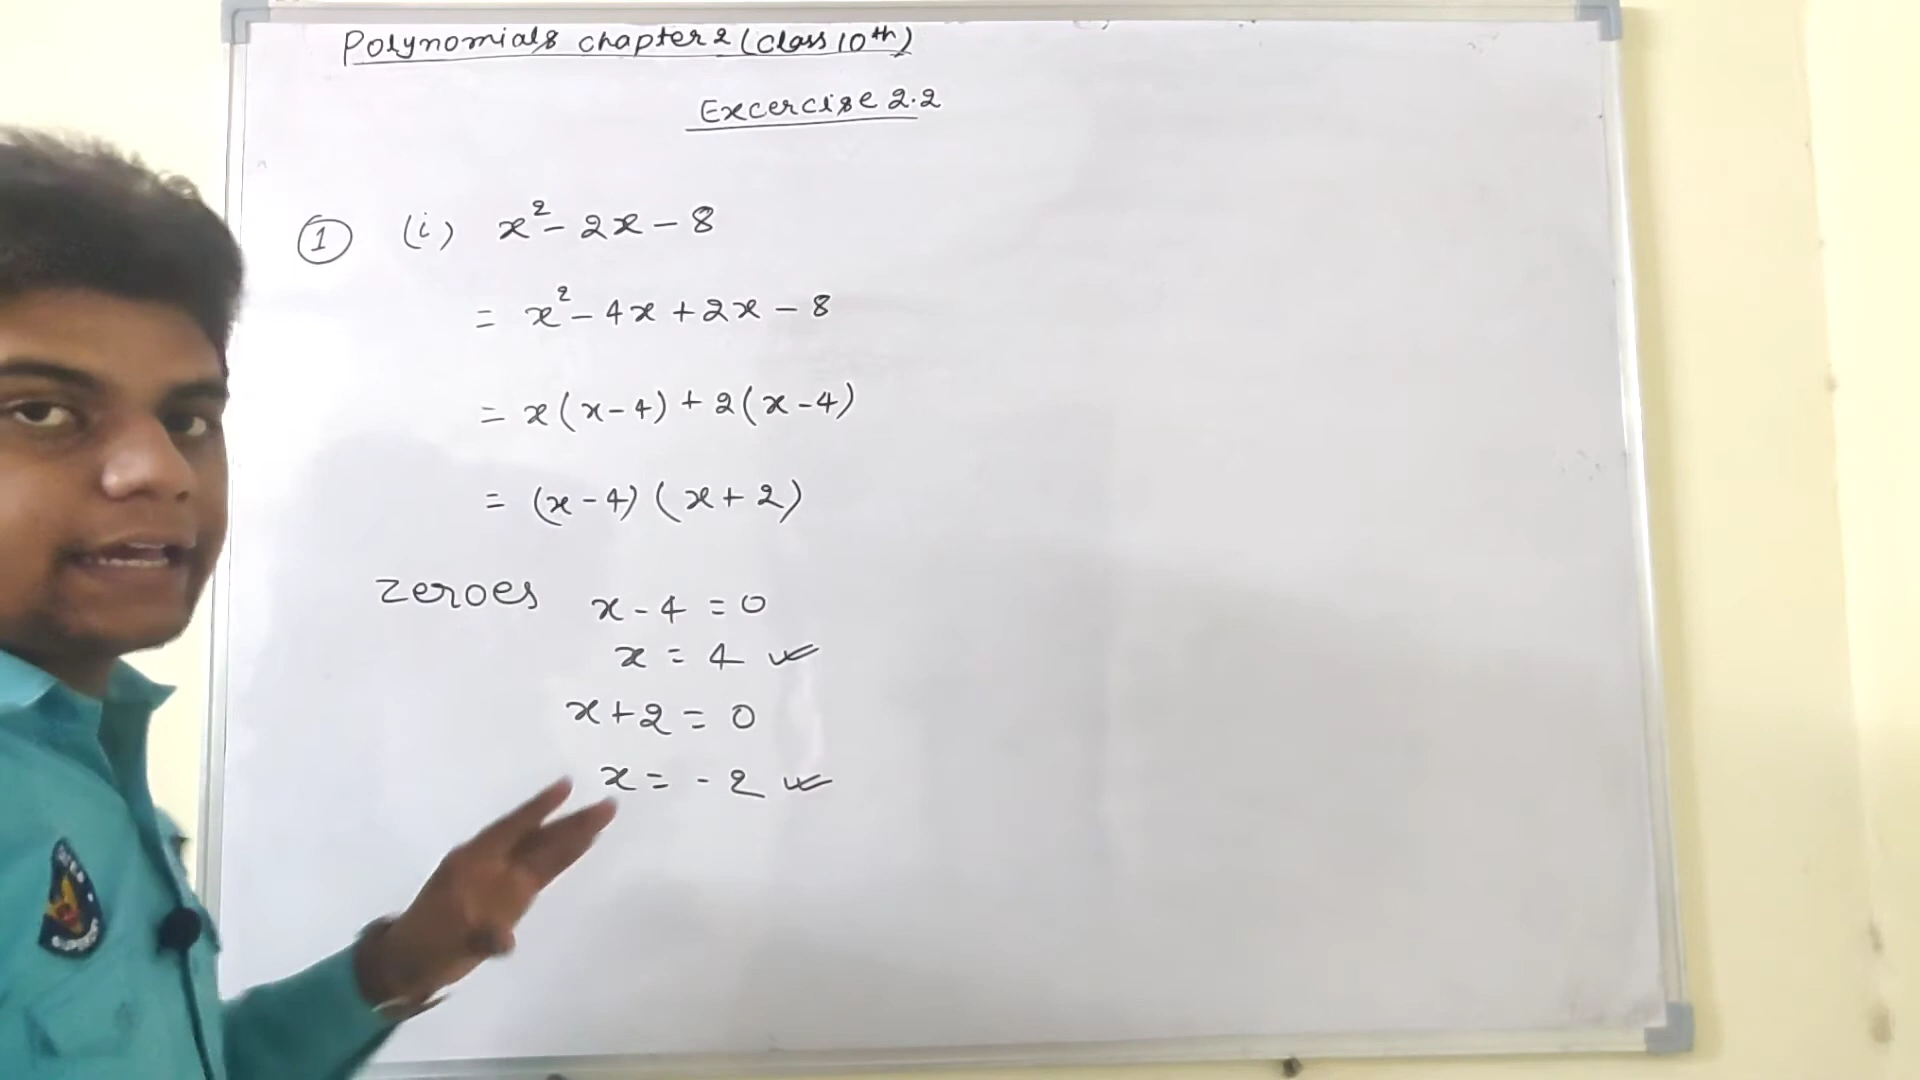 Polynomials chapter 2 (Class 10th)
Excercise 2.2
1 (i) x² - 2x - 8
= x² - 4x + 2x - 8
= x(x-4) + 2(x-4)
= (x-4)(x+2)
zeroes x-4 = 0
x = 4
x+2 = 0
x = -2